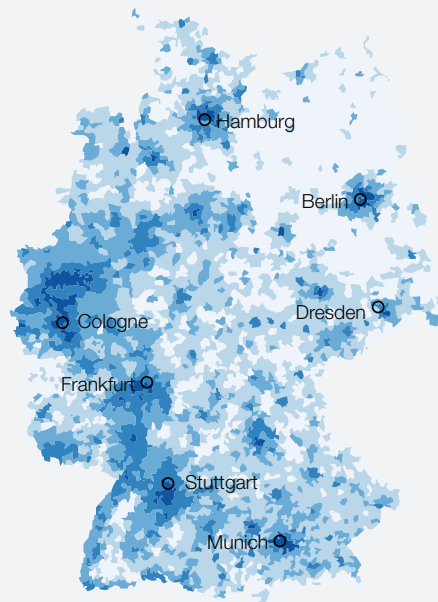 Hamburg
Berlin
Dresden
Cologne
Frankfurt
Stuttgart
Munich